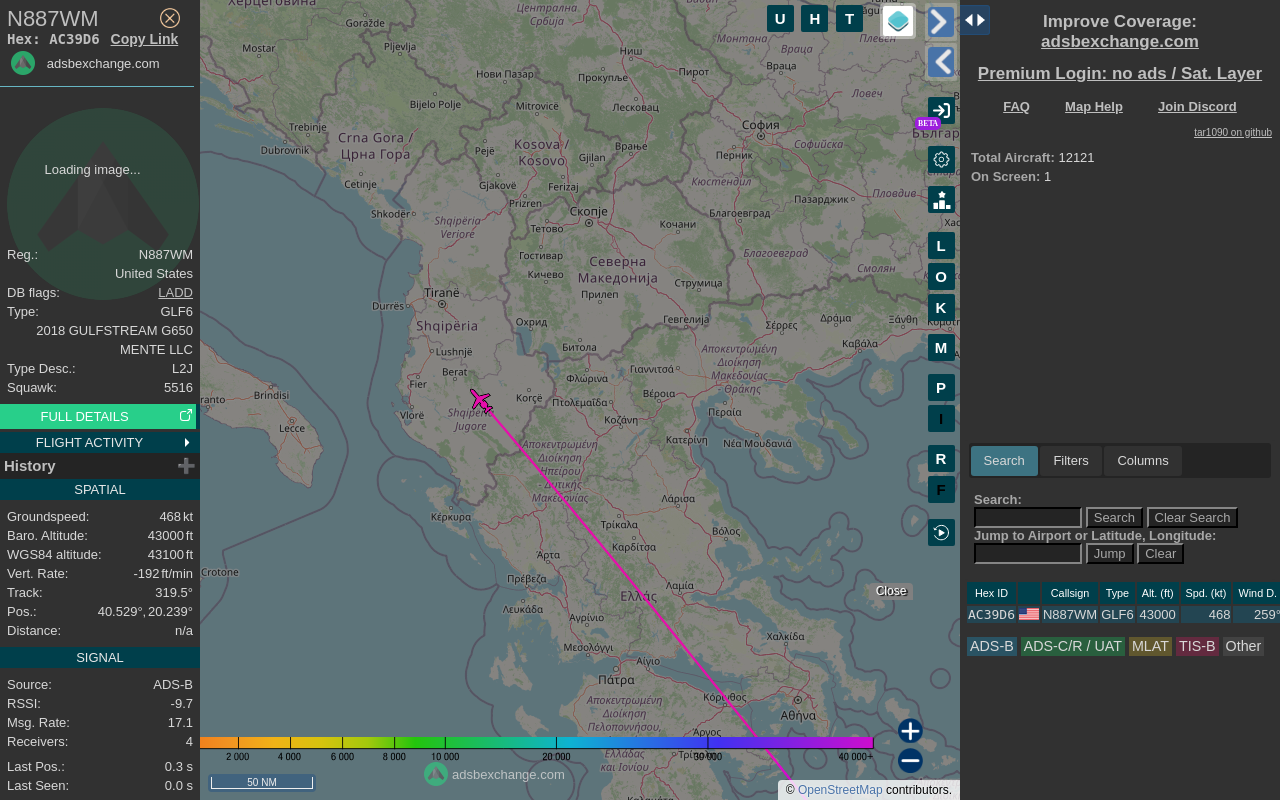 N887WM
Hex: AC39D6 Copy Link
adsbexchange.com
Loading image...
Reg.: N887WM
United States
DB flags: LADD
Type: GLF6
2018 GULFSTREAM G650
MENTE LLC
Type Desc.: L2J
Squawk: 5516
FULL DETAILS
FLIGHT ACTIVITY
History
SPATIAL
Groundspeed: 468 kt
Baro. Altitude: 43000 ft
WGS84 altitude: 43100 ft
Vert. Rate: -192 ft/min
Track: 319.5°
Pos.: 40.529°, 20.239°
Distance: n/a
SIGNAL
Source: ADS-B
RSSI: -9.7
Msg. Rate: 17.1
Receivers: 4
Last Pos.: 0.3 s
Last Seen: 0.0 s
Херцеговина
Goražde
Централна
Србија
Mostar
Pljevlja
Ниш
Монтана
Враца
Плевен
Нови Пазар
Прокупље
Пирот
Враца
Bijelo Polje
Mitrovicë
Лесковац
Ловеч
Trebinje
Dubrovnik
Crna Gora /
Црна Гора
Pejë
Kosova /
Kosovo
Gjilan
Врање
София
Перник
Софийска
Cetinje
Gjakovë
Ferizaj
Prizren
Кюстендил
Пловдив
Пазарджик
Shkodër
Shqipëria
Veriore
Скопје
Тетово
Кочани
Благоевград
Гостивар
Северна
Македонија
Кичево
Благоевград
Смолян
Tiranë
Прилеп
Струмица
Durrës
Shqipëria
Охрид
Гевгелија
Σέρρες
Δράμα
Ξάνθη
Lushnjë
Битола
Αποκεντρωμένη
Διοίκηση
Μακεδονίας
- Θράκης
Καβάλα
Berat
Fier
Φλώρινα
Γιαννιτσά
Brindisi
Korçë
Πτολεμαΐδα
Βέροια
Lecce
Vlorë
Shqipëria
Jugore
Κοζάνη
Περαία
Αποκεντρωμένη
Διοίκηση
Ηπείρου
- Δυτικής
Μακεδονίας
Κατερίνη
Νέα Μουδανιά
Κέρκυρα
Λάρισα
Τρίκαλα
Βόλος
Crotone
Άρτα
Καρδίτσα
Πρέβεζα
Λαμία
Λευκάδα
Ελλάς
Αγρίνιο
Χαλκίδα
Μεσολόγγι
Αίγιο
Πάτρα
Κόρινθος
Αθήνα
Αποκεντρωμένη
Διοίκηση
Πελοποννήσου
Άργος
Ελλάδας
και Ιονίου
Καλαμάτα
U H T
BETA
L
O
K
M
P
I
R
F
Close
2 000 4 000 6 000 8 000 10 000 20 000 30 000 40 000+
50 NM
adsbexchange.com
© OpenStreetMap contributors.
Improve Coverage:
adsbexchange.com
Premium Login: no ads / Sat. Layer
FAQ Map Help Join Discord
tar1090 on github
Total Aircraft: 12121
On Screen: 1
Search Filters Columns
Search:
Search Clear Search
Jump to Airport or Latitude, Longitude:
Jump Clear
Hex ID Callsign Type Alt. (ft) Spd. (kt) Wind D.
AC39D6 N887WM GLF6 43000 468 259°
ADS-B ADS-C/R / UAT MLAT TIS-B Other